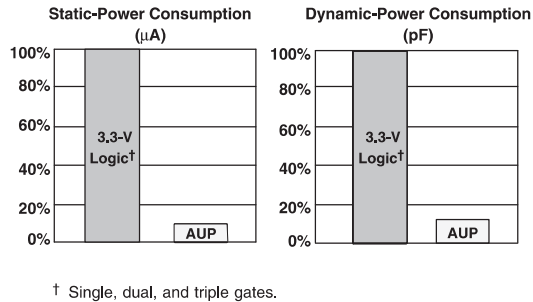 Static-Power Consumption
(μA)
100%
80%
60%
40%
20%
0%
3.3-V
Logic†
AUP
Dynamic-Power Consumption
(pF)
100%
80%
60%
40%
20%
0%
3.3-V
Logic†
AUP
† Single, dual, and triple gates.